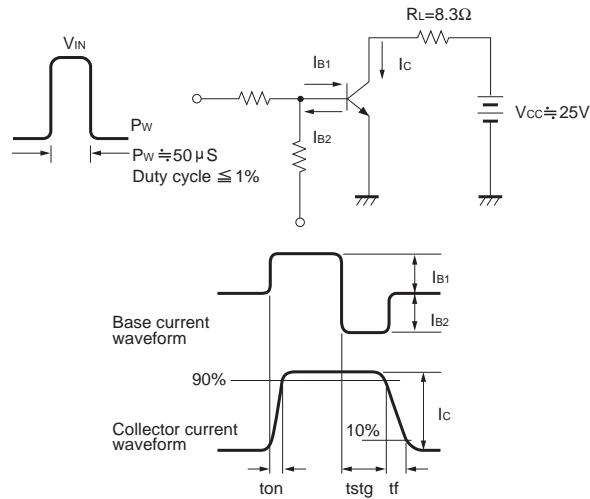 RL=8.3Ω
VIN
IB1
IC
VCC≒25V
PW
IB2
PW≒50μS
Duty cycle ≦ 1%
IB1
IB2
Base current
waveform
90%
IC
Collector current
waveform
10%
ton
tstg
tf